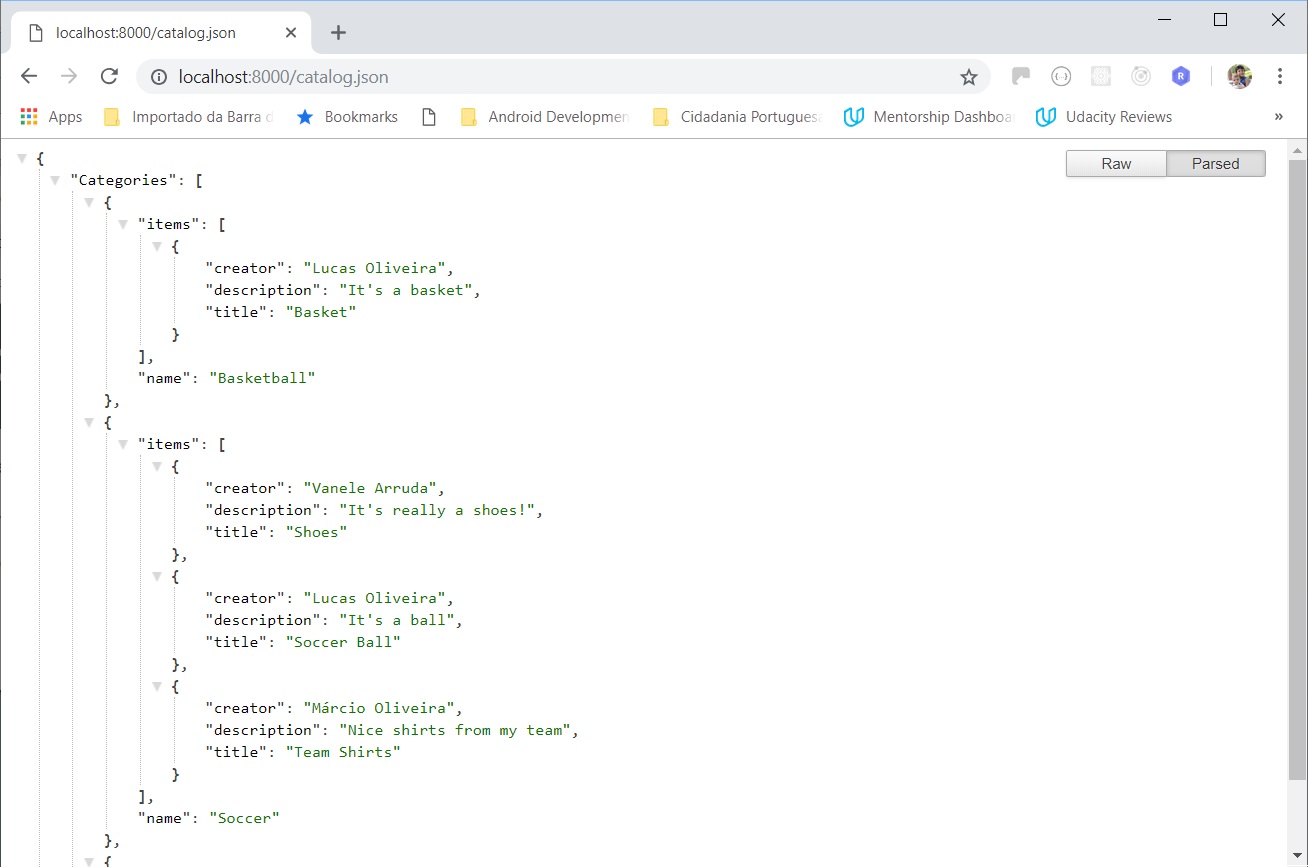 localhost:8000/catalog.json
localhost:8000/catalog.json
R
Apps Importado da Barra d Bookmarks Android Developmen Cidadania Portugues Mentorship Dashboa Udacity Reviews »
Raw Parsed
{
"Categories": [
{
"items": [
{
"creator": "Lucas Oliveira",
"description": "It's a basket",
"title": "Basket"
}
],
"name": "Basketball"
},
{
"items": [
{
"creator": "Vanele Arruda",
"description": "It's really a shoes!",
"title": "Shoes"
},
{
"creator": "Lucas Oliveira",
"description": "It's a ball",
"title": "Soccer Ball"
},
{
"creator": "Márcio Oliveira",
"description": "Nice shirts from my team",
"title": "Team Shirts"
}
],
"name": "Soccer"
},
{